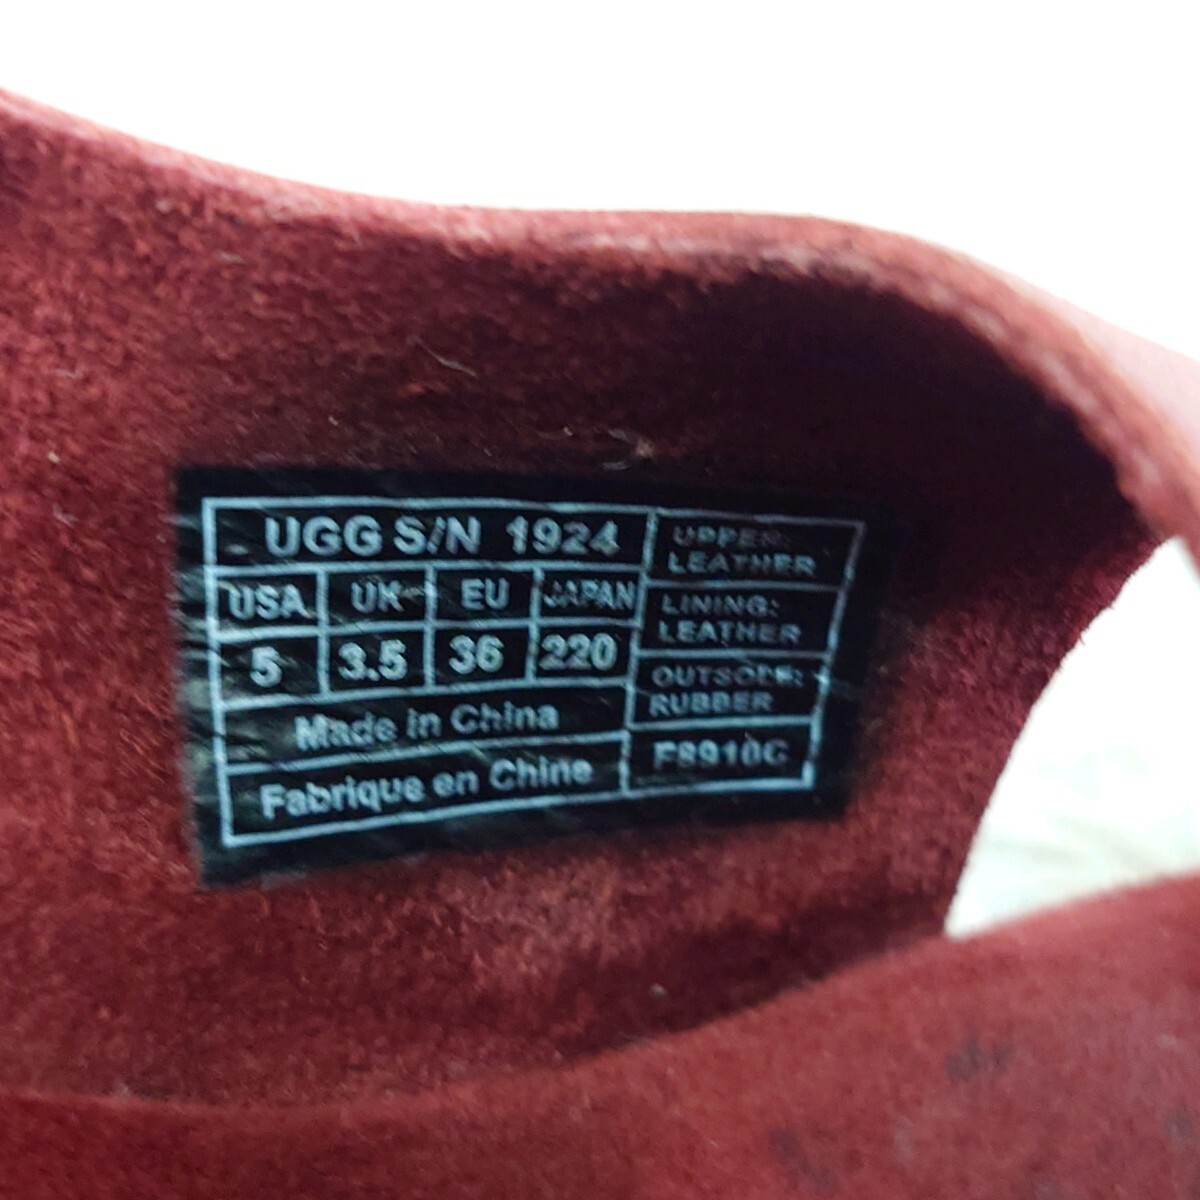 UGG S/N 1924
USA UK EU JAPAN
5 3.5 36 220
Made in China
Fabrique en Chine
UPPER:
LEATHER
LINING:
LEATHER
OUTSOLE:
RUBBER
F8910G